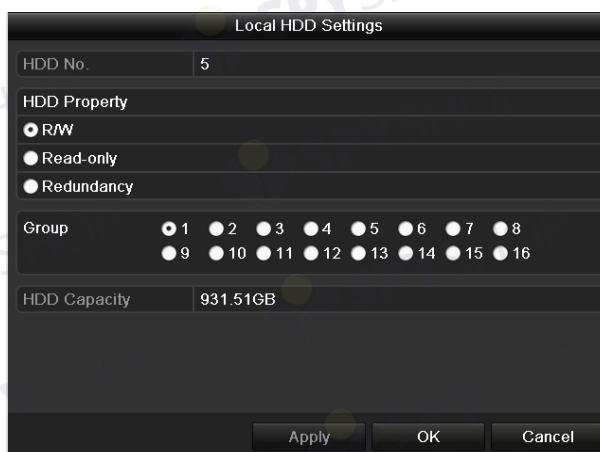 Local HDD Settings
HDD No. 5
HDD Property
R/W
Read-only
Redundancy
Group 1 2 3 4 5 6 7 8
9 10 11 12 13 14 15 16
HDD Capacity 931.51GB
Apply OK Cancel